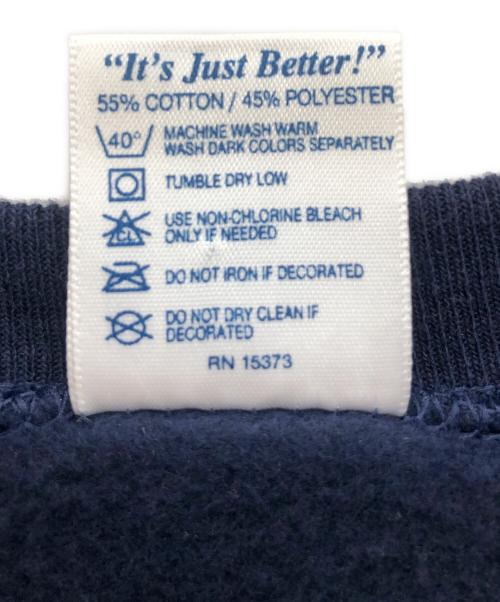 "It's Just Better!"
55% COTTON / 45% POLYESTER
40° MACHINE WASH WARM
WASH DARK COLORS SEPARATELY
TUMBLE DRY LOW
CL USE NON-CHLORINE BLEACH
ONLY IF NEEDED
DO NOT IRON IF DECORATED
DO NOT DRY CLEAN IF
DECORATED
RN 15373